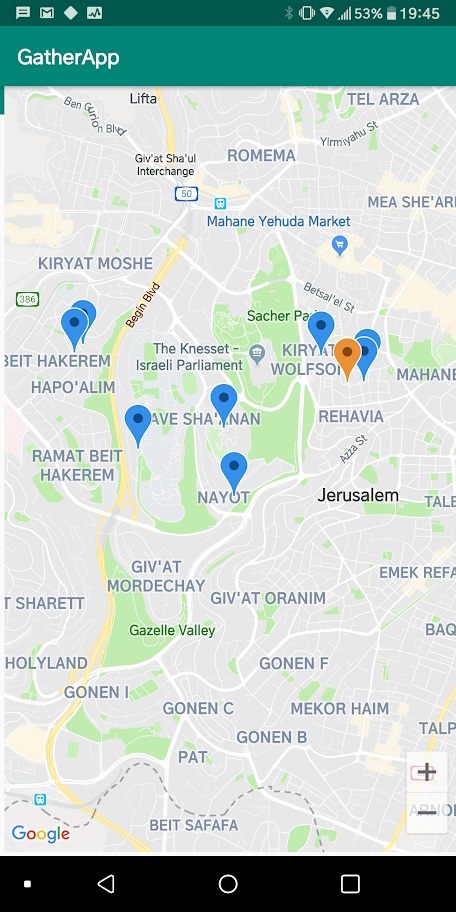 53% 19:45
GatherApp
Lifta
TEL ARZA
Ben Gurion Blvd
Yirmyahu St
Giv'at Sha'ul
Interchange
ROMEMA
50
MEA SHE'ARI
Mahane Yehuda Market
KIRYAT MOSHE
Betsal'el St
386
Begin Blvd
Sacher Par
The Knesset -
Israeli Parliament
KIRYAT
WOLFSO
BEIT HAKEREM
MAHANE
HAPO'ALIM
AVE SHA'ANAN
REHAVIA
Azza St
RAMAT BEIT
HAKEREM
NAYOT
Jerusalem
TALE
GIV'AT
MORDECHAY
EMEK REFA
T SHARETT
GIV'AT ORANIM
Gazelle Valley
BAQ
HOLYLAND
GONEN F
GONEN I
GONEN C
MEKOR HAIM
TALP
GONEN B
PAT
+
ARNO
−
BEIT SAFAFA
Google